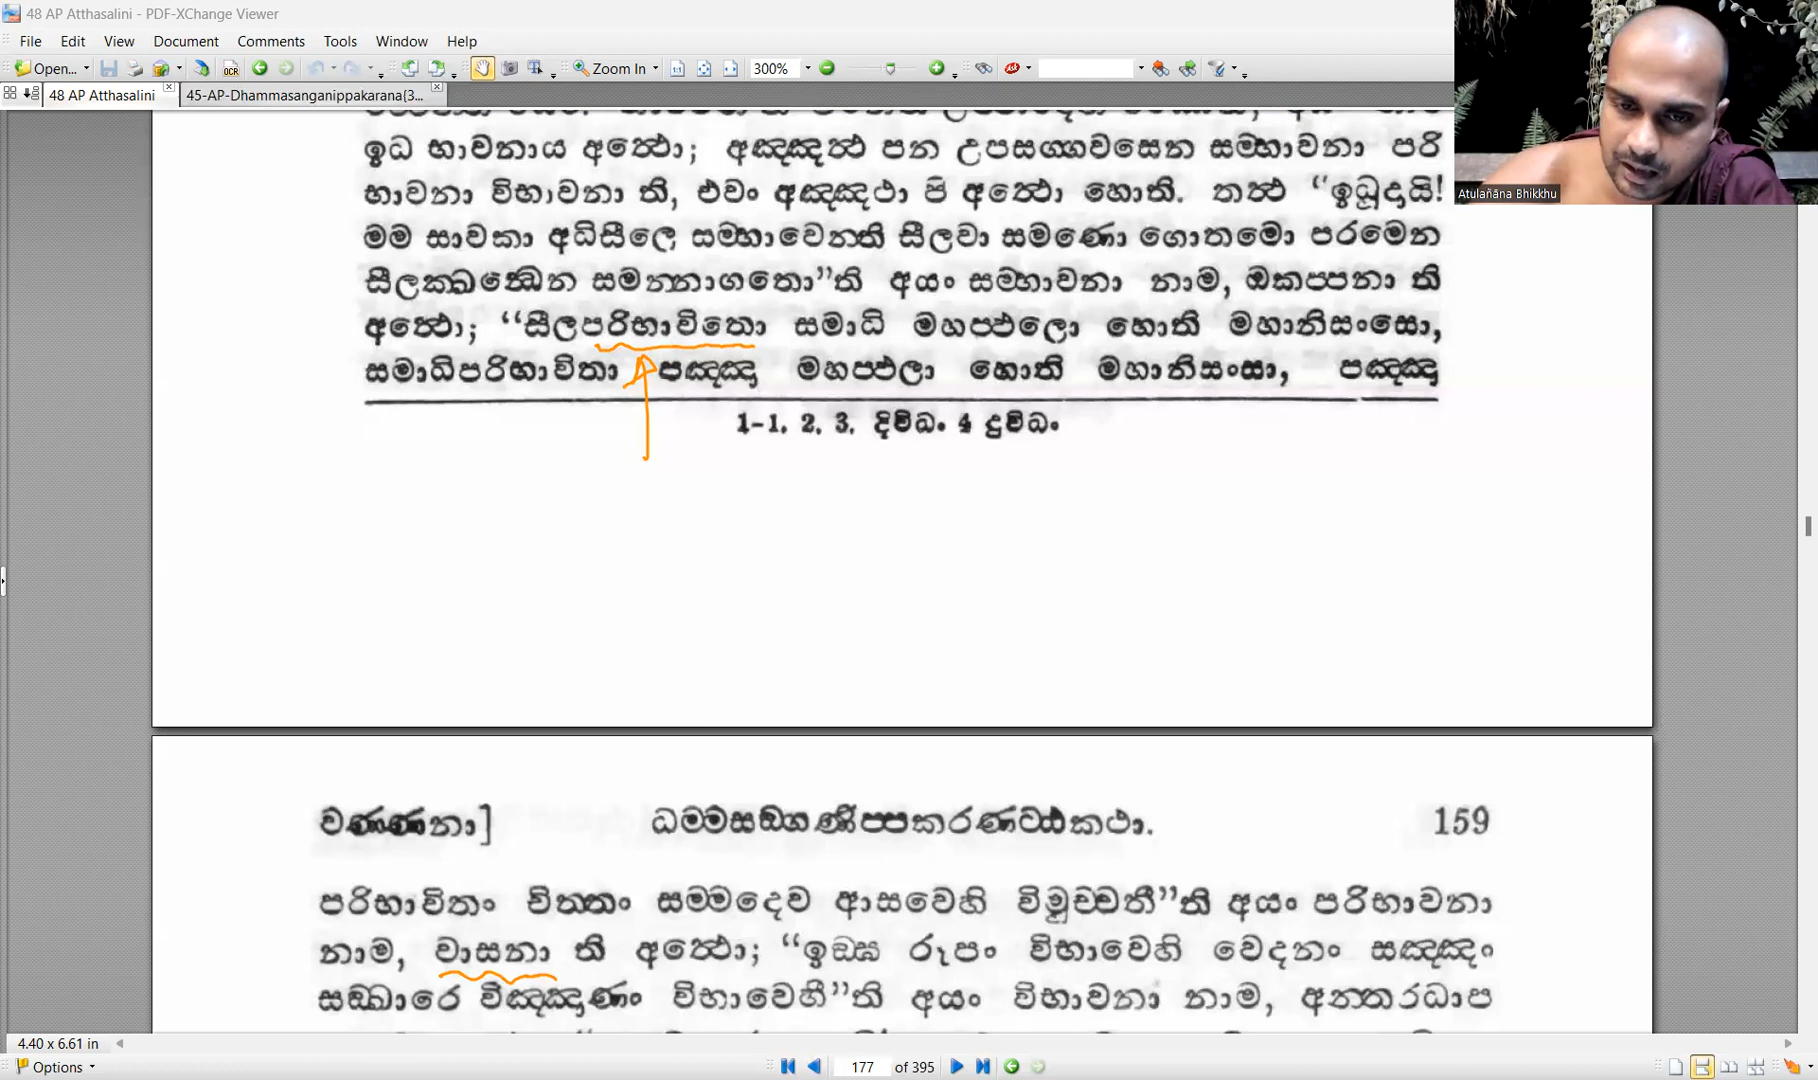 48 AP Atthasalini - PDF-XChange Viewer
File Edit View Document Comments Tools Window Help
Open... OCR Zoom In 300%
48 AP Atthasalini 45-AP-Dhammasanganippakarana{3...
Atulañāna Bhikkhu
ඉධ භාවනාය අත්‍ථො; අඤ්ඤත්‍ථ පන උපසග්ගවසෙන සම්භාවනා පරි
භාවනා විභාවනා ති, එවං අඤ්ඤථා පි අත්‍ථො හොති. තත්‍ථ “ඉධූදායි!
මම සාවකා අධිසීලෙ සම්භාවෙන්ති සීලවා සමණො ගොතමො පරමෙන
සීලක්ඛන්ධෙන සමන්නාගතො”ති අයං සම්භාවනා නාම, ඔකප්පනා ති
අත්‍ථො; “සීලපරිභාවිතො සමාධි මහප්ඵලො හොති මහානිසංසො,
සමාධිපරිභාවිතා පඤ්ඤා මහප්ඵලා හොති මහානිසංසා, පඤ්ඤා
1-1. 2. 3. දිව්ධං 4 දුව්ධං
වණ්ණනා] ධම්මසඞ්ගණිප්පකරණට්ඨකථා. 159
පරිභාවිතං චිත්තං සම්මදෙව ආසවෙහි විමුච්චතී”ති අයං පරිභාවනා
නාම, වාසනා ති අත්‍ථො; “ඉඞ්ඝ රූපං විභාවෙහි වෙදනං සඤ්ඤං
සඞ්ඛාරෙ විඤ්ඤාණං විභාවෙහී”ති අයං විභාවනා නාම, අන්තරධාප
4.40 x 6.61 in
Options 177 of 395